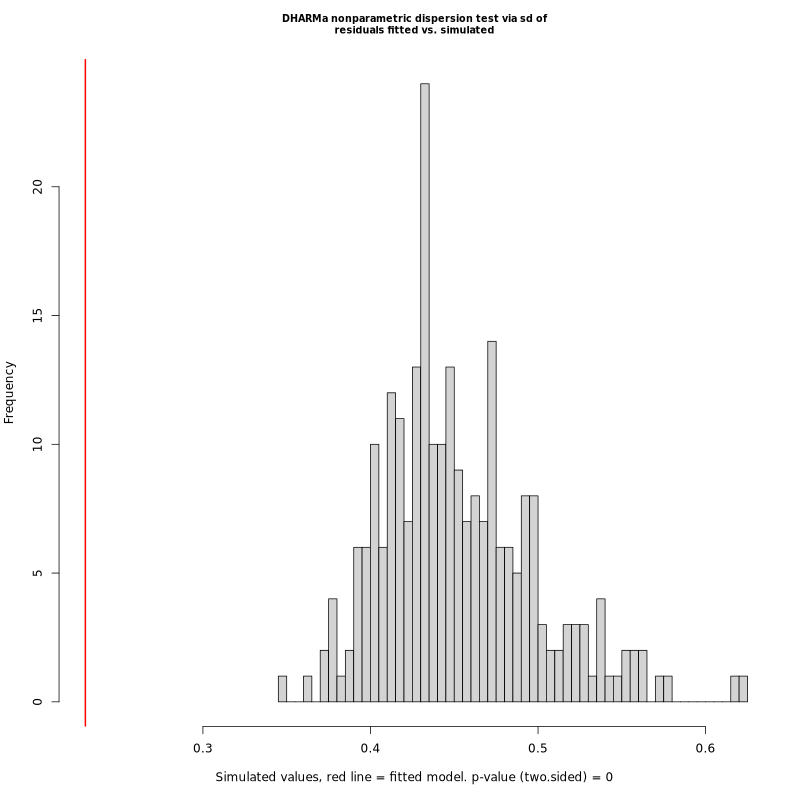 DHARMa nonparametric dispersion test via sd of
residuals fitted vs. simulated
Frequency
20
15
10
5
0
0.3 0.4 0.5 0.6
Simulated values, red line = fitted model. p-value (two.sided) = 0